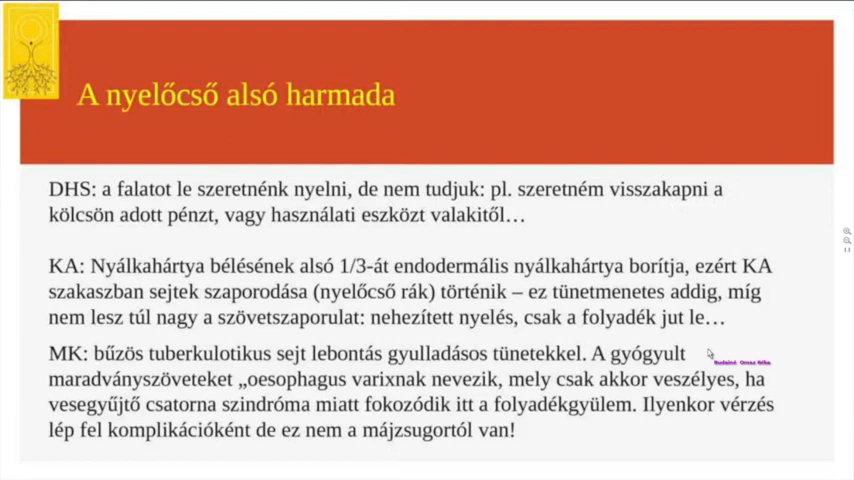 A nyelőcső alsó harmada
DHS: a falatot le szeretnénk nyelni, de nem tudjuk: pl. szeretném visszakapni a
kölcsön adott pénzt, vagy használati eszközt valakitől…
KA: Nyálkahártya bélésének alsó 1/3-át endodermális nyálkahártya borítja, ezért KA
szakaszban sejtek szaporodása (nyelőcső rák) történik – ez tünetmenetes addig, míg
nem lesz túl nagy a szövetszaporulat: nehezített nyelés, csak a folyadék jut le…
MK: bűzös tuberkulotikus sejt lebontás gyulladásos tünetekkel. A gyógyult
maradványszöveteket „oesophagus varixnak nevezik, mely csak akkor veszélyes, ha
vesegyűjtő csatorna szindróma miatt fokozódik itt a folyadékgyülem. Ilyenkor vérzés
lép fel komplikációként de ez nem a májzsugortól van!